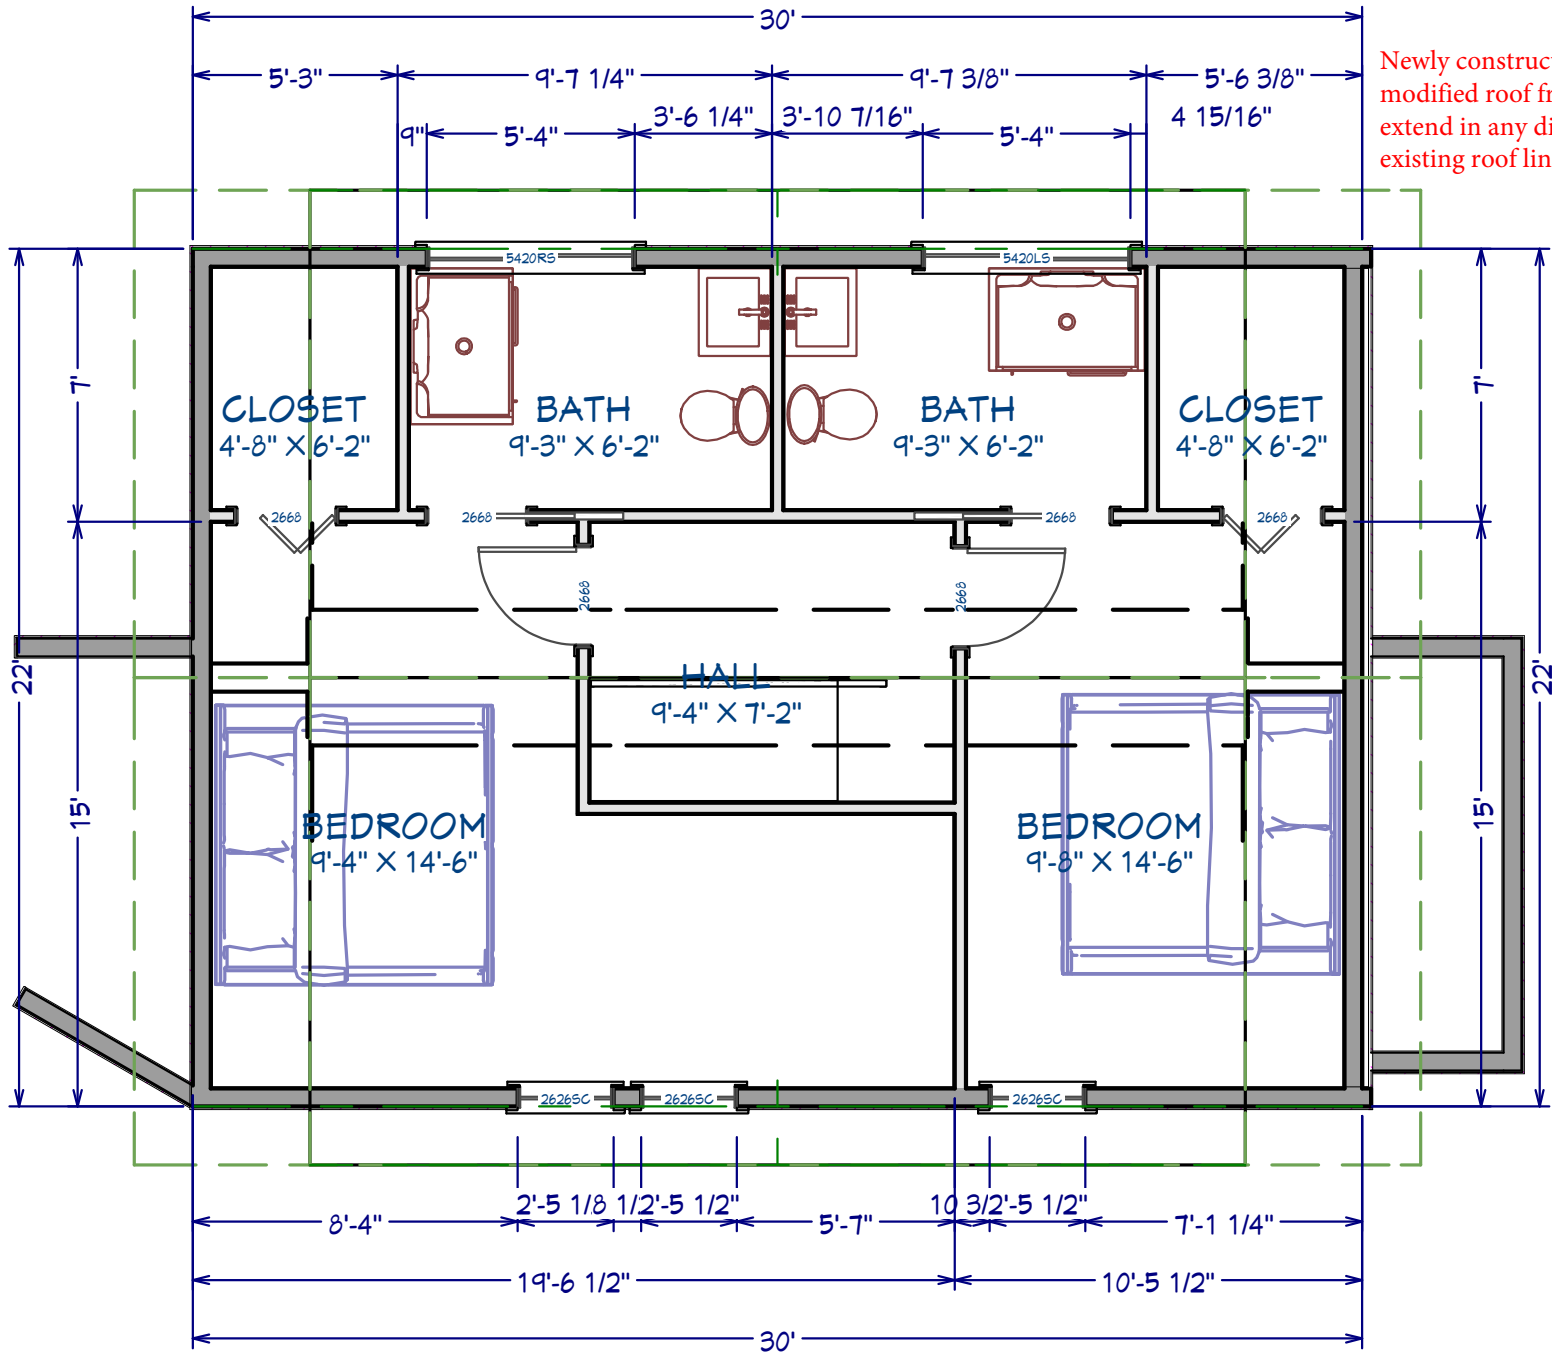 30'
5'-3"
9'-7 1/4"
9'-7 3/8"
5'-6 3/8"
Newly construc
modified roof fr
extend in any di
existing roof lin
9"
5'-4"
3'-6 1/4"
3'-10 7/16"
5'-4"
4 15/16"
5420RS
5420LS
7'
7'
CLOSET
4'-8" X 6'-2"
BATH
9'-3" X 6'-2"
BATH
9'-3" X 6'-2"
CLOSET
4'-8" X 6'-2"
2668
2668
2668
2668
2668
2668
22'
22'
HALL
9'-4" X 7'-2"
15'
15'
BEDROOM
9'-4" X 14'-6"
BEDROOM
9'-8" X 14'-6"
2626SC
2626SC
2626SC
2'-5 1/8
1/2'-5 1/2"
10 3/2'-5 1/2"
8'-4"
5'-7"
7'-1 1/4"
19'-6 1/2"
10'-5 1/2"
30'